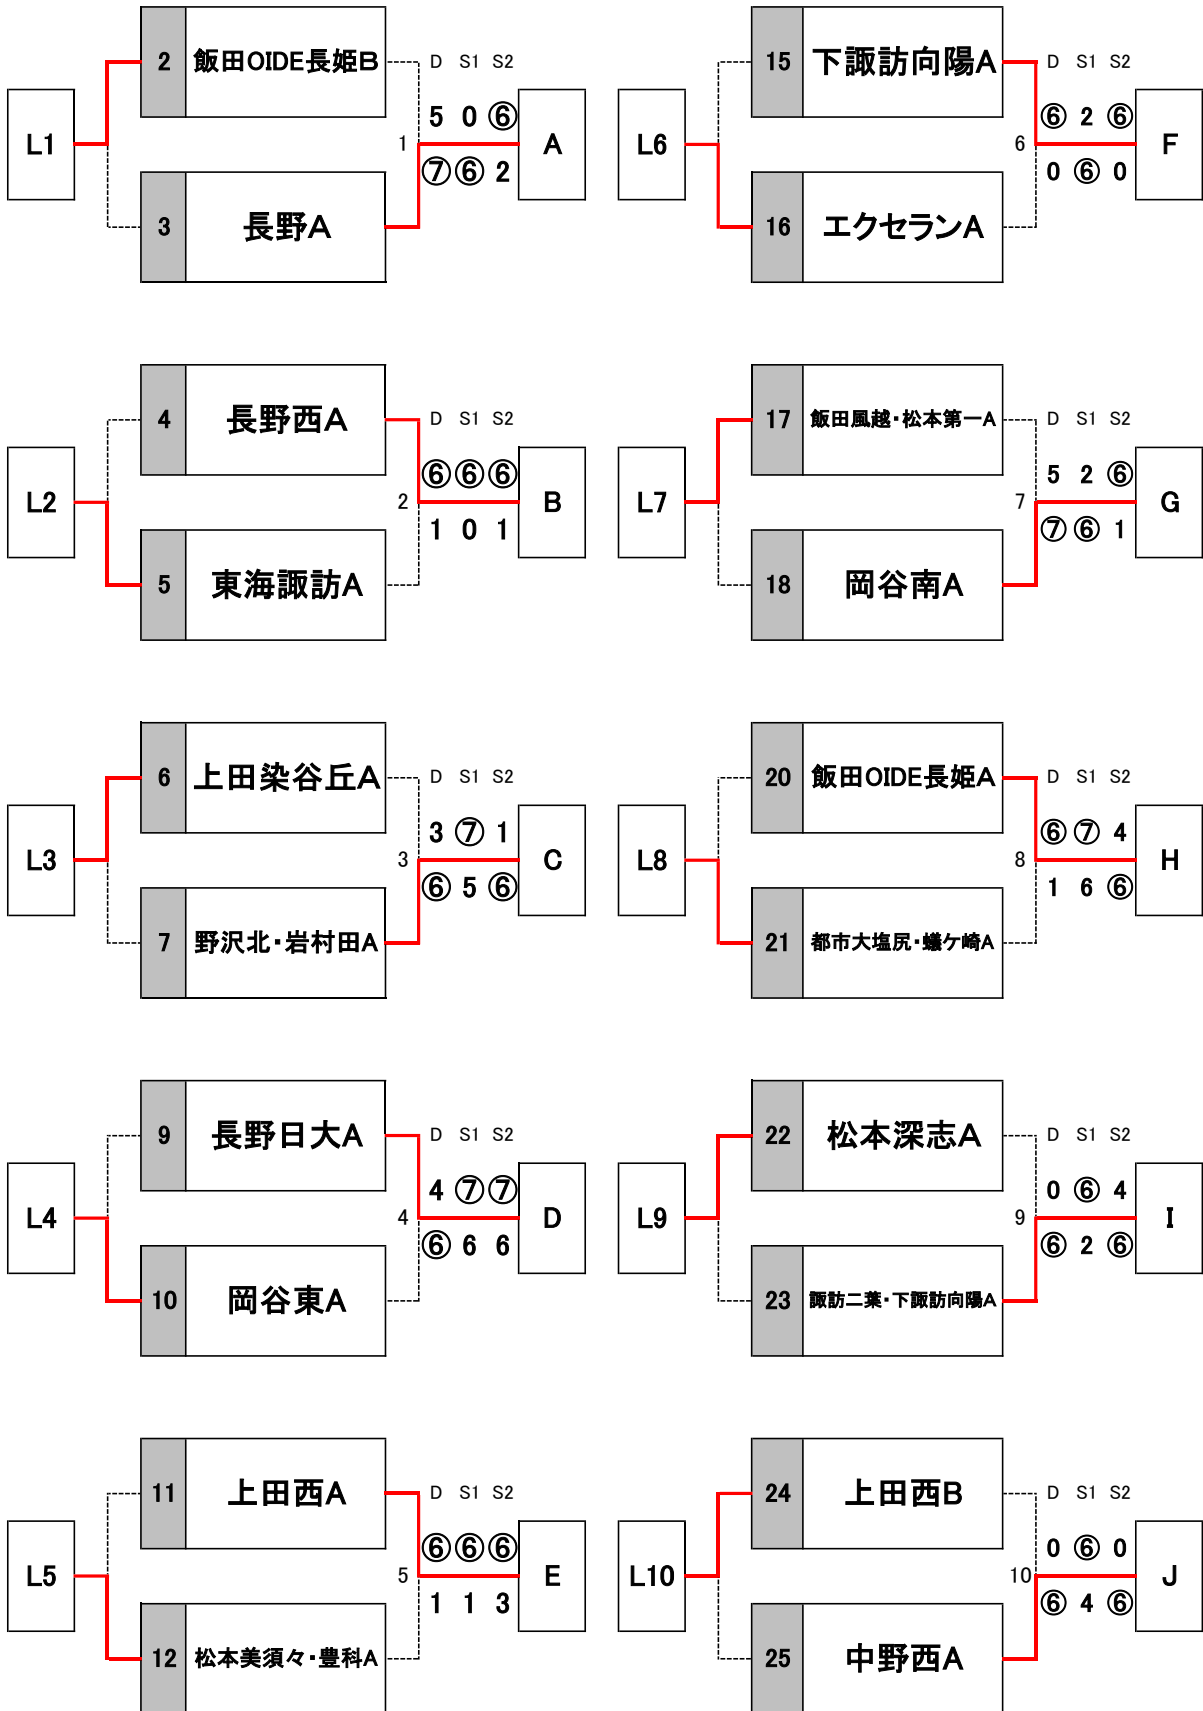 2 飯田OIDE長姫B D S1 S2
5 0 ⑥
L1 1 A
⑦ ⑥ 2
3 長野A
15 下諏訪向陽A D S1 S2
⑥ 2 ⑥
L6 6 F
0 ⑥ 0
16 エクセランA
4 長野西A D S1 S2
⑥ ⑥ ⑥
L2 2 B
1 0 1
5 東海諏訪A
17 飯田風越・松本第一A D S1 S2
5 2 ⑥
L7 7 G
⑦ ⑥ 1
18 岡谷南A
6 上田染谷丘A D S1 S2
3 ⑦ 1
L3 3 C
⑥ 5 ⑥
7 野沢北・岩村田A
20 飯田OIDE長姫A D S1 S2
⑥ ⑦ 4
L8 8 H
1 6 ⑥
21 都市大塩尻・蟻ケ崎A
9 長野日大A D S1 S2
4 ⑦ ⑦
L4 4 D
⑥ 6 6
10 岡谷東A
22 松本深志A D S1 S2
0 ⑥ 4
L9 9 I
⑥ 2 ⑥
23 諏訪二葉・下諏訪向陽A
11 上田西A D S1 S2
⑥ ⑥ ⑥
L5 5 E
1 1 3
12 松本美須々・豊科A
24 上田西B D S1 S2
0 ⑥ 0
L10 10 J
⑥ 4 ⑥
25 中野西A